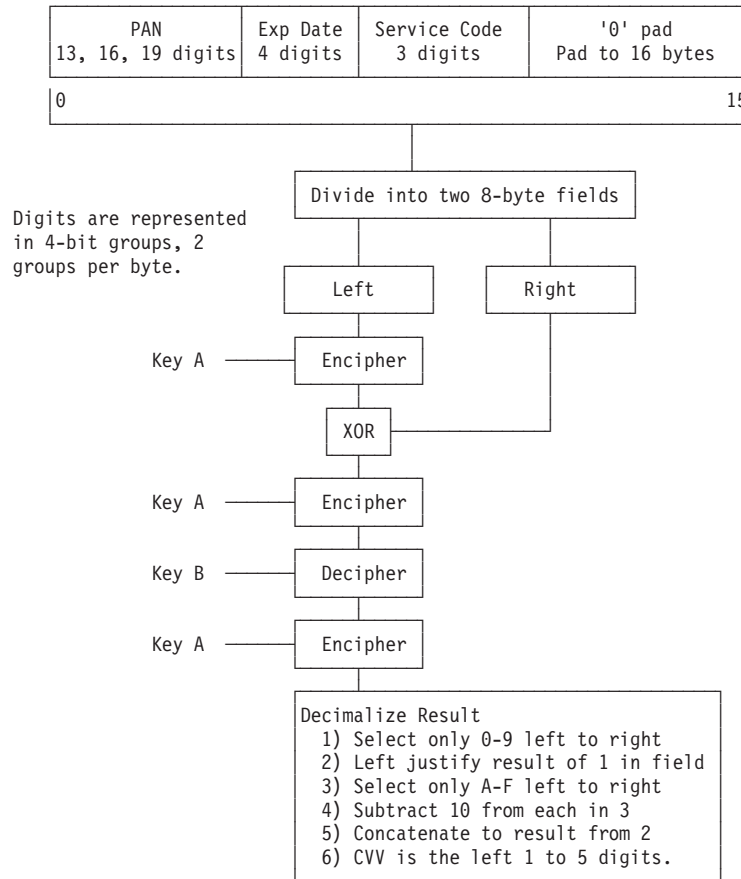 PAN Exp Date Service Code '0' pad
13, 16, 19 digits 4 digits 3 digits Pad to 16 bytes
0 15
Divide into two 8-byte fields
Digits are represented
in 4-bit groups, 2
groups per byte.
Left Right
Key A Encipher
XOR
Key A Encipher
Key B Decipher
Key A Encipher
Decimalize Result
1) Select only 0-9 left to right
2) Left justify result of 1 in field
3) Select only A-F left to right
4) Subtract 10 from each in 3
5) Concatenate to result from 2
6) CVV is the left 1 to 5 digits.